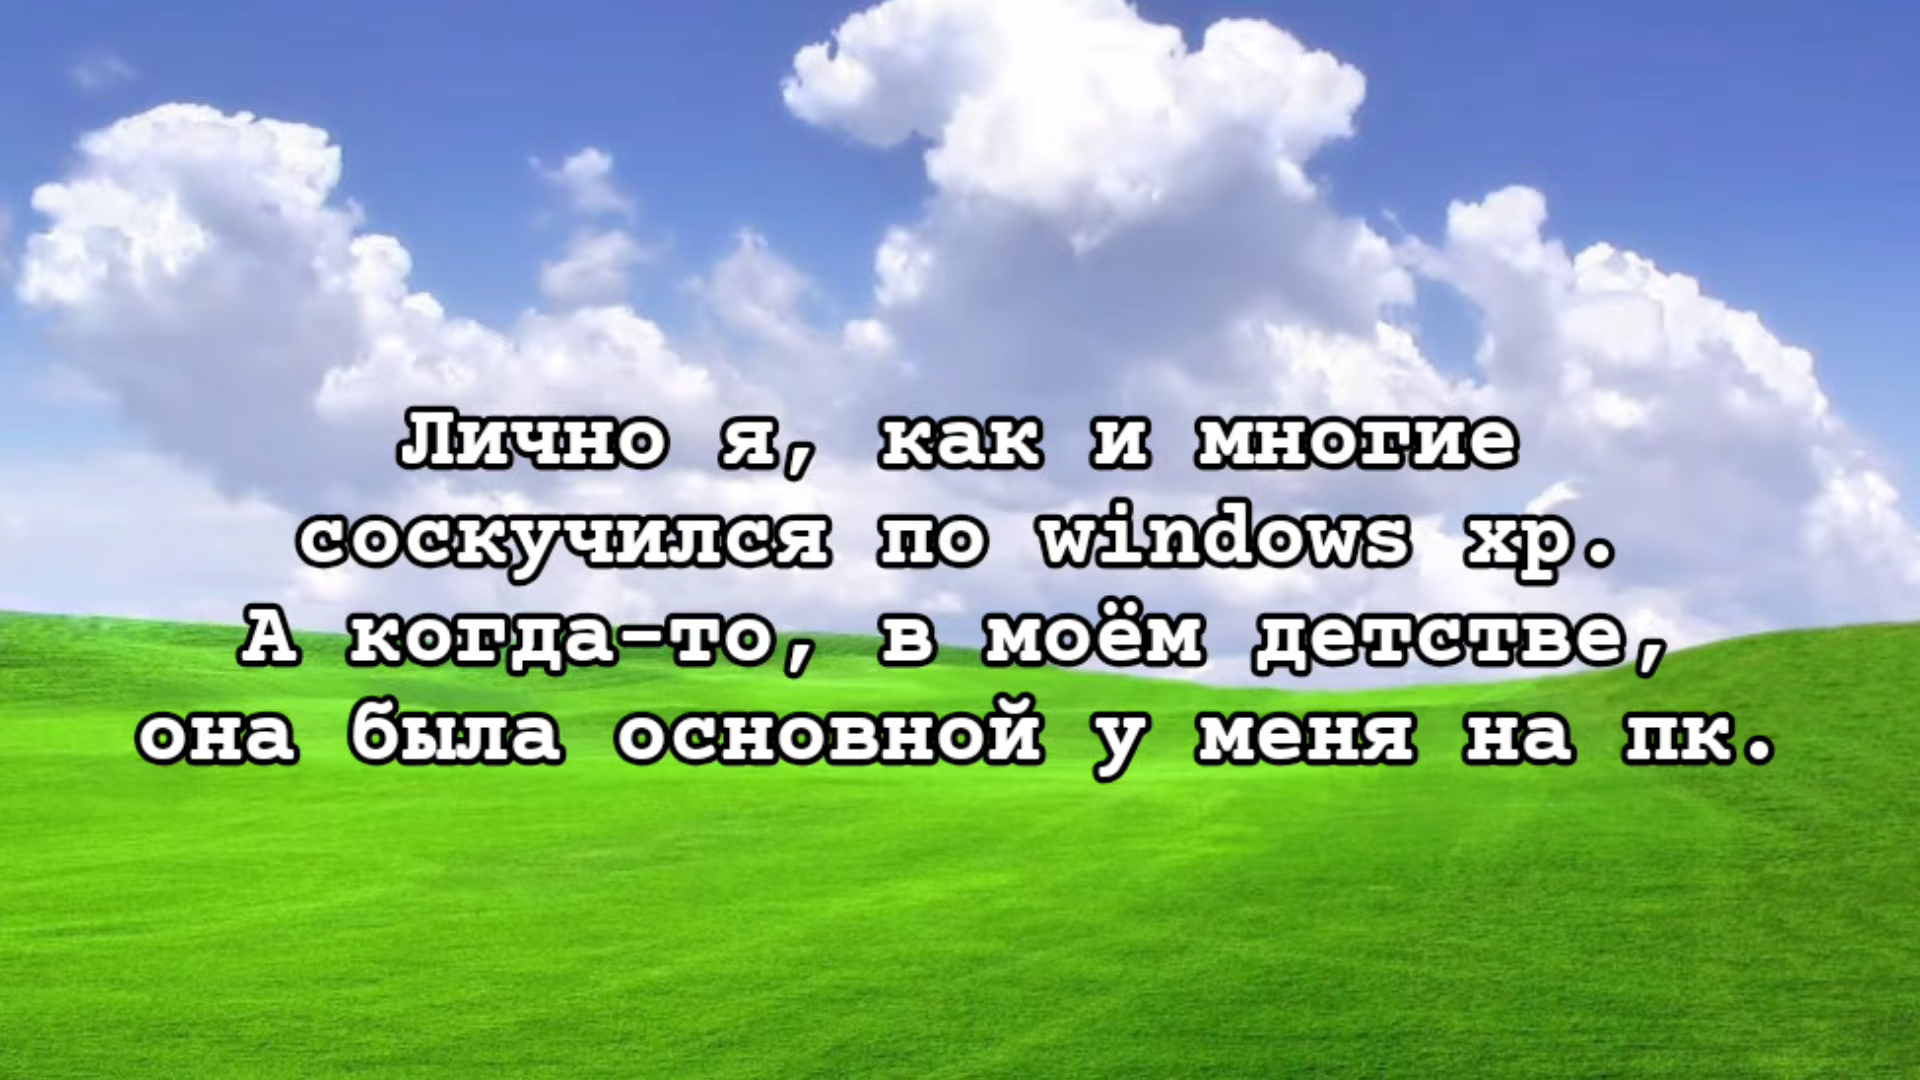 Лично я, как и многие
соскучился по windows xp.
А когда-то, в моём детстве,
она была основной у меня на пк.